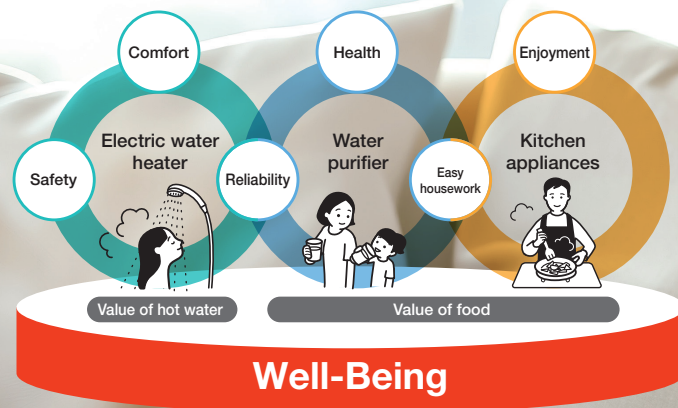 Comfort
Health
Enjoyment
Electric water
heater
Water
purifier
Kitchen
appliances
Safety
Reliability
Easy
housework
Value of hot water
Value of food
Well-Being